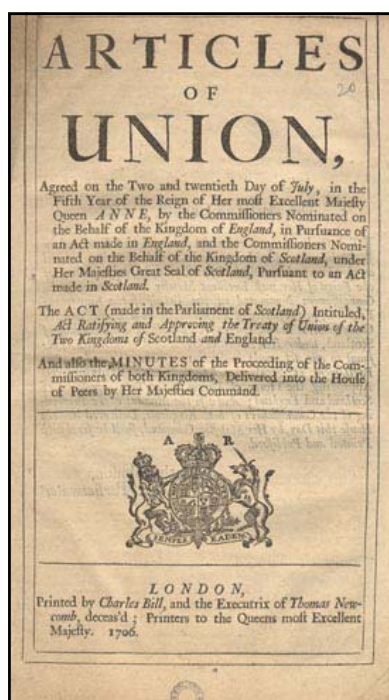 ARTICLES
OF
20
UNION,
Agreed on the Two and twentieth Day of July, in the
Fifth Year of the Reign of Her moſt Excellent Majeſty
Queen ANNE, by the Commiſſioners Nominated on
the Behalf of the Kingdom of England, in Purſuance of
an Act made in England, and the Commiſſioners Nomi-
nated on the Behalf of the Kingdom of Scotland, under
Her Majeſties Great Seal of Scotland, Purſuant to an Act
made in Scotland.
The ACT (made in the Parliament of Scotland) Intituled,
Act Ratifying and Approving the Treaty of Union of the
Two Kingdoms of Scotland and England.
And alſo the MINUTES of the Proceeding of the Com-
miſſioners of both Kingdoms, Delivered into the Houſe
of Peers by Her Majeſties Command.
A R
SEMPER EADEM
LONDON,
Printed by Charles Bill, and the Executrix of Thomas New-
comb, deceas'd; Printers to the Queens moſt Excellent
Majeſty. 1706.